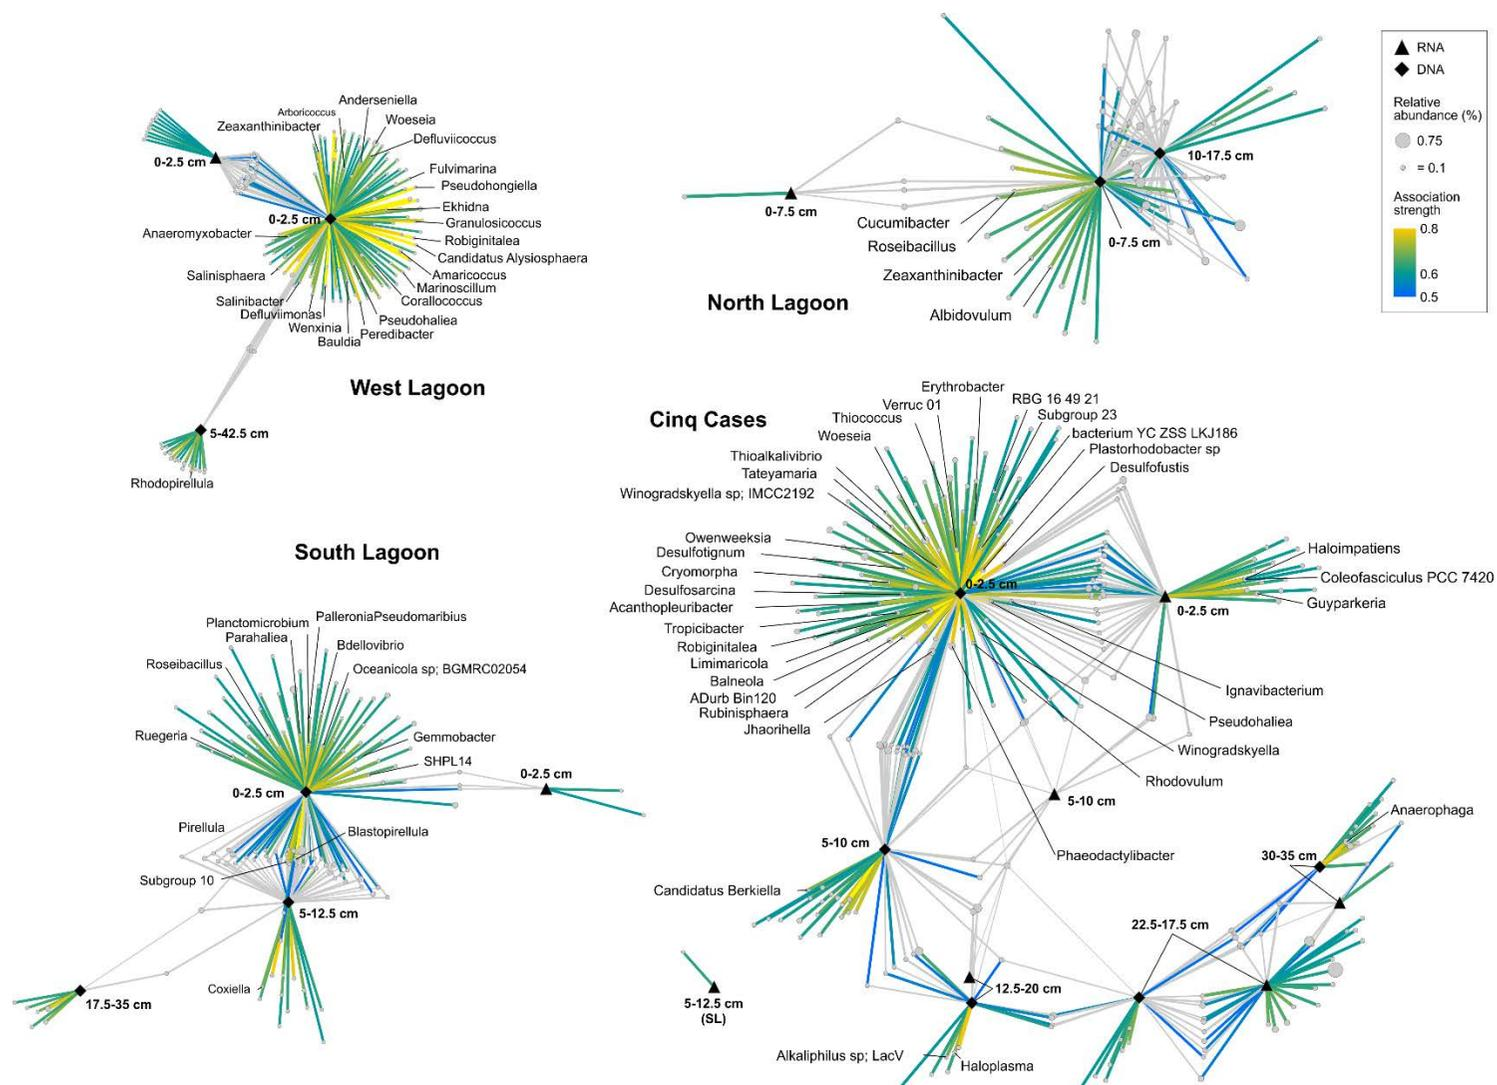 RNA
DNA
Relative
abundance (%)
0.75
= 0.1
Association
strength
0.8
0.6
0.5
Anderseniella
Arboricoccus
Woeseia
Zeaxanthinibacter
Defluviicoccus
0-2.5 cm
Fulvimarina
Pseudohongiella
Ekhidna
0-2.5 cm
Granulosicoccus
Anaeromyxobacter
Robiginitalea
Candidatus Alysiosphaera
Salinisphaera
Amaricoccus
Marinoscillum
Salinibacter
Corallococcus
Defluviimonas
Wenxinia
Pseudohaliea
Bauldia
Peredibacter
West Lagoon
5-42.5 cm
Rhodopirellula
10-17.5 cm
0-7.5 cm
Cucumibacter
0-7.5 cm
Roseibacillus
Zeaxanthinibacter
North Lagoon
Albidovulum
Cinq Cases
Erythrobacter
Verruc 01
RBG 16 49 21
Thiococcus
Subgroup 23
Woeseia
bacterium YC ZSS LKJ186
Thioalkalivibrio
Plastorhodobacter sp
Tateyamaria
Desulfofustis
Winogradskyella sp; IMCC2192
Owenweeksia
Desulfotignum
Haloimpatiens
Cryomorpha
0-2.5 cm
Coleofasciculus PCC 7420
Desulfosarcina
Guyparkeria
Acanthopleuribacter
0-2.5 cm
Tropicibacter
Robiginitalea
Limimaricola
Balneola
Ignavibacterium
ADurb Bin120
Rubinisphaera
Pseudohaliea
Jhaorihella
Winogradskyella
Rhodovulum
5-10 cm
5-10 cm
Phaeodactylibacter
Anaerophaga
30-35 cm
Candidatus Berkiella
22.5-17.5 cm
12.5-20 cm
5-12.5 cm
(SL)
Alkaliphilus sp; LacV
Haloplasma
South Lagoon
Planctomicrobium
PalleroniaPseudomaribius
Parahaliea
Bdellovibrio
Roseibacillus
Oceanicola sp; BGMRC02054
Ruegeria
Gemmobacter
SHPL14
0-2.5 cm
0-2.5 cm
Pirellula
Blastopirellula
Subgroup 10
5-12.5 cm
Coxiella
17.5-35 cm